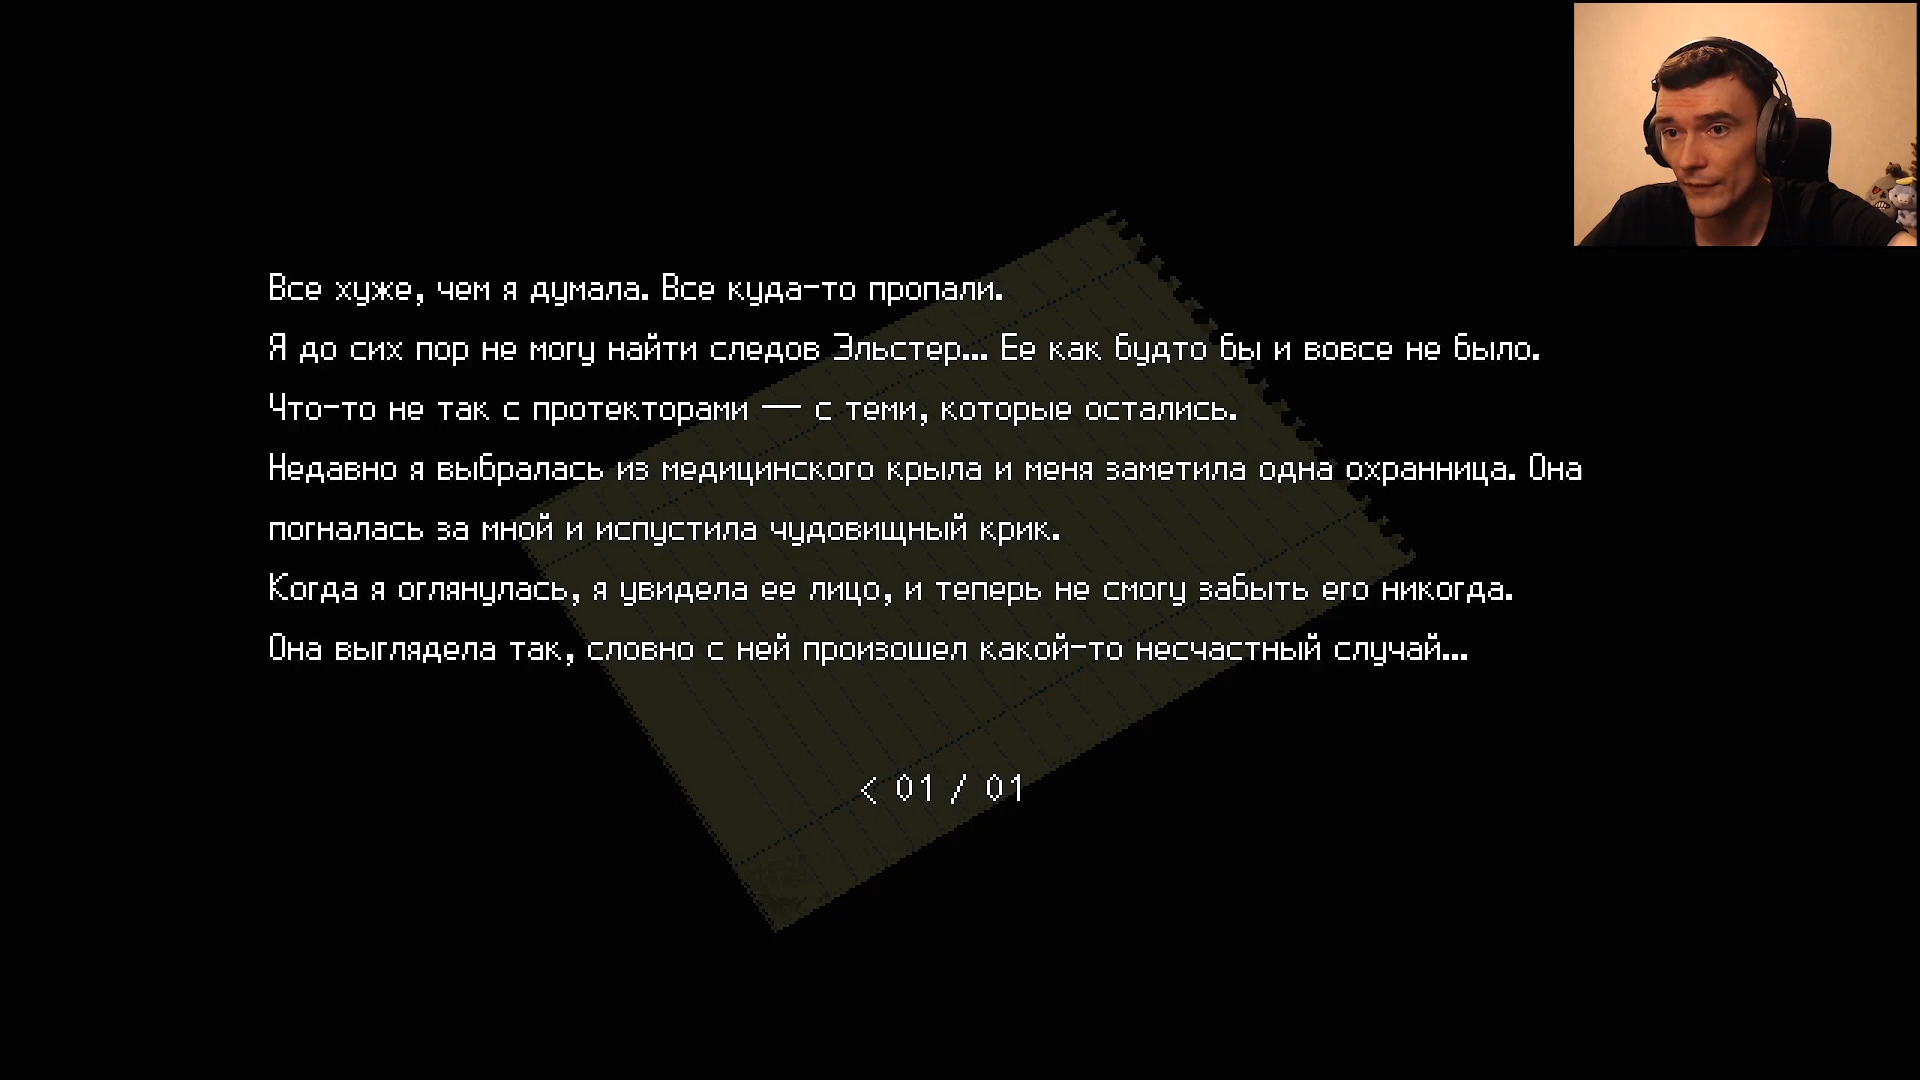 Все хуже, чем я думала. Все куда-то пропали.
Я до сих пор не могу найти следов Эльстер... Ее как будто бы и вовсе не было.
Что-то не так с протекторами — с теми, которые остались.
Недавно я выбралась из медицинского крыла и меня заметила одна охранница. Она
погналась за мной и испустила чудовищный крик.
Когда я оглянулась, я увидела ее лицо, и теперь не смогу забыть его никогда.
Она выглядела так, словно с ней произошел какой-то несчастный случай...
< 01 / 01